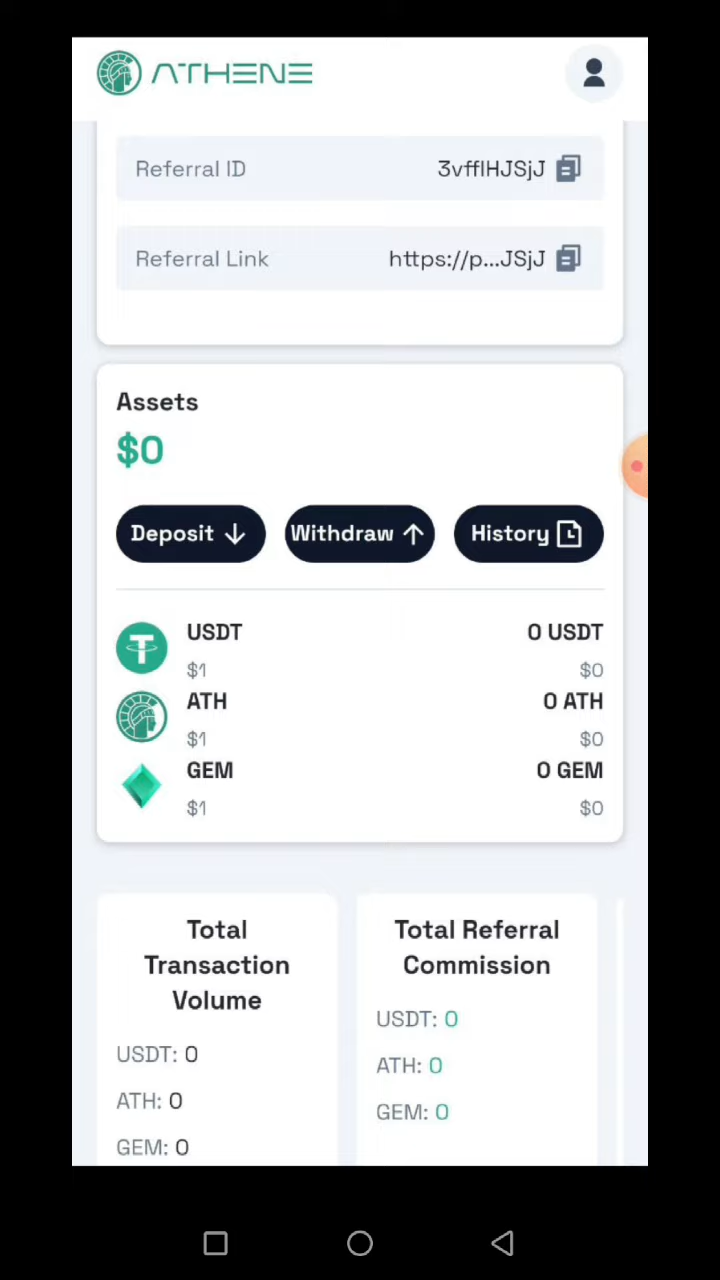 ATHENE
Referral ID 3vfflHJSjJ
Referral Link https://p...JSjJ
Assets
$0
Deposit Withdraw History
USDT 0 USDT
$1 $0
ATH 0 ATH
$1 $0
GEM 0 GEM
$1 $0
Total
Transaction
Volume
USDT: 0
ATH: 0
GEM: 0
Total Referral
Commission
USDT: 0
ATH: 0
GEM: 0